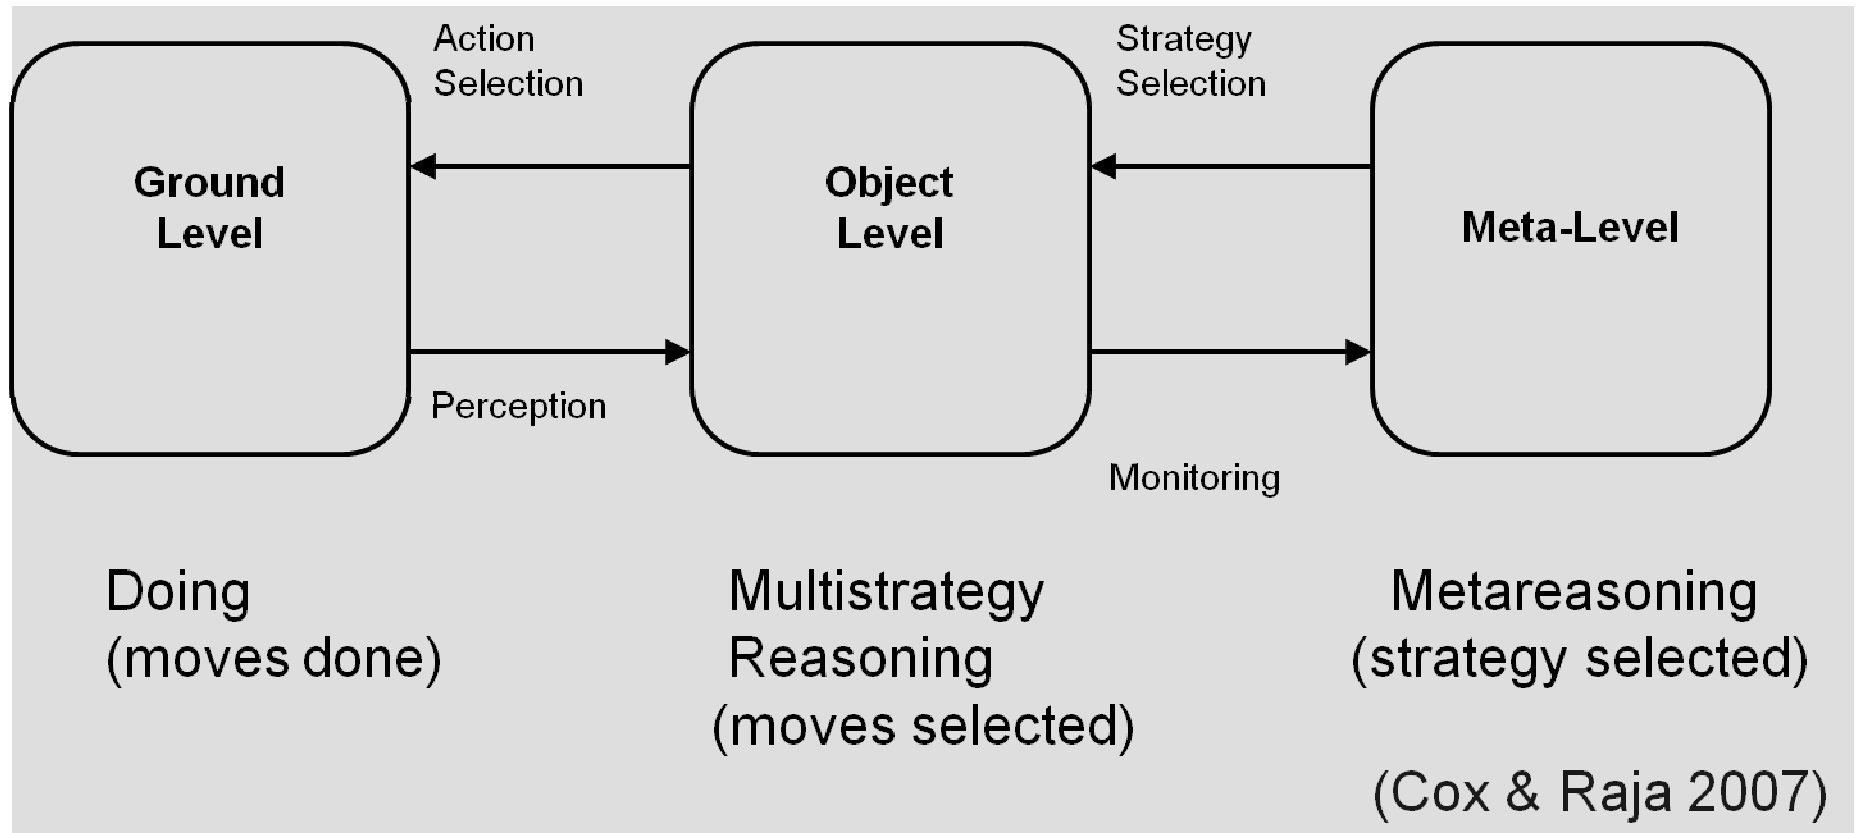 Action
Selection
Strategy
Selection
Ground
Level
Object
Level
Meta-Level
Perception
Monitoring
Doing
(moves done)
Multistrategy
Reasoning
(moves selected)
Metareasoning
(strategy selected)
(Cox & Raja 2007)